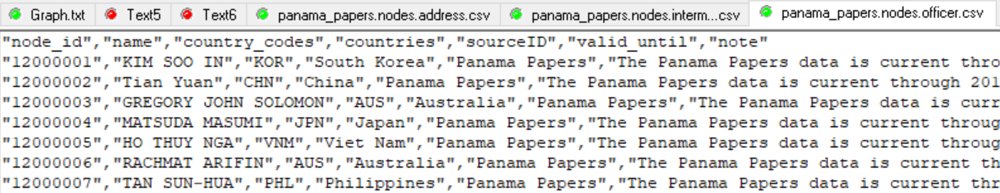 Graph.txt Text5 Text6 panama_papers.nodes.address.csv panama_papers.nodes.interm...csv panama_papers.nodes.officer.csv
"node_id","name","country_codes","countries","sourceID","valid_until","note"
"12000001","KIM SOO IN","KOR","South Korea","Panama Papers","The Panama Papers data is current thro
"12000002","Tian Yuan","CHN","China","Panama Papers","The Panama Papers data is current through 201
"12000003","GREGORY JOHN SOLOMON","AUS","Australia","Panama Papers","The Panama Papers data is curr
"12000004","MATSUDA MASUMI","JPN","Japan","Panama Papers","The Panama Papers data is current throug
"12000005","HO THUY NGA","VNM","Viet Nam","Panama Papers","The Panama Papers data is current throug
"12000006","RACHMAT ARIFIN","AUS","Australia","Panama Papers","The Panama Papers data is current th
"12000007","TAN SUN-HUA","PHL","Philippines","Panama Papers","The Panama Papers data is current thr